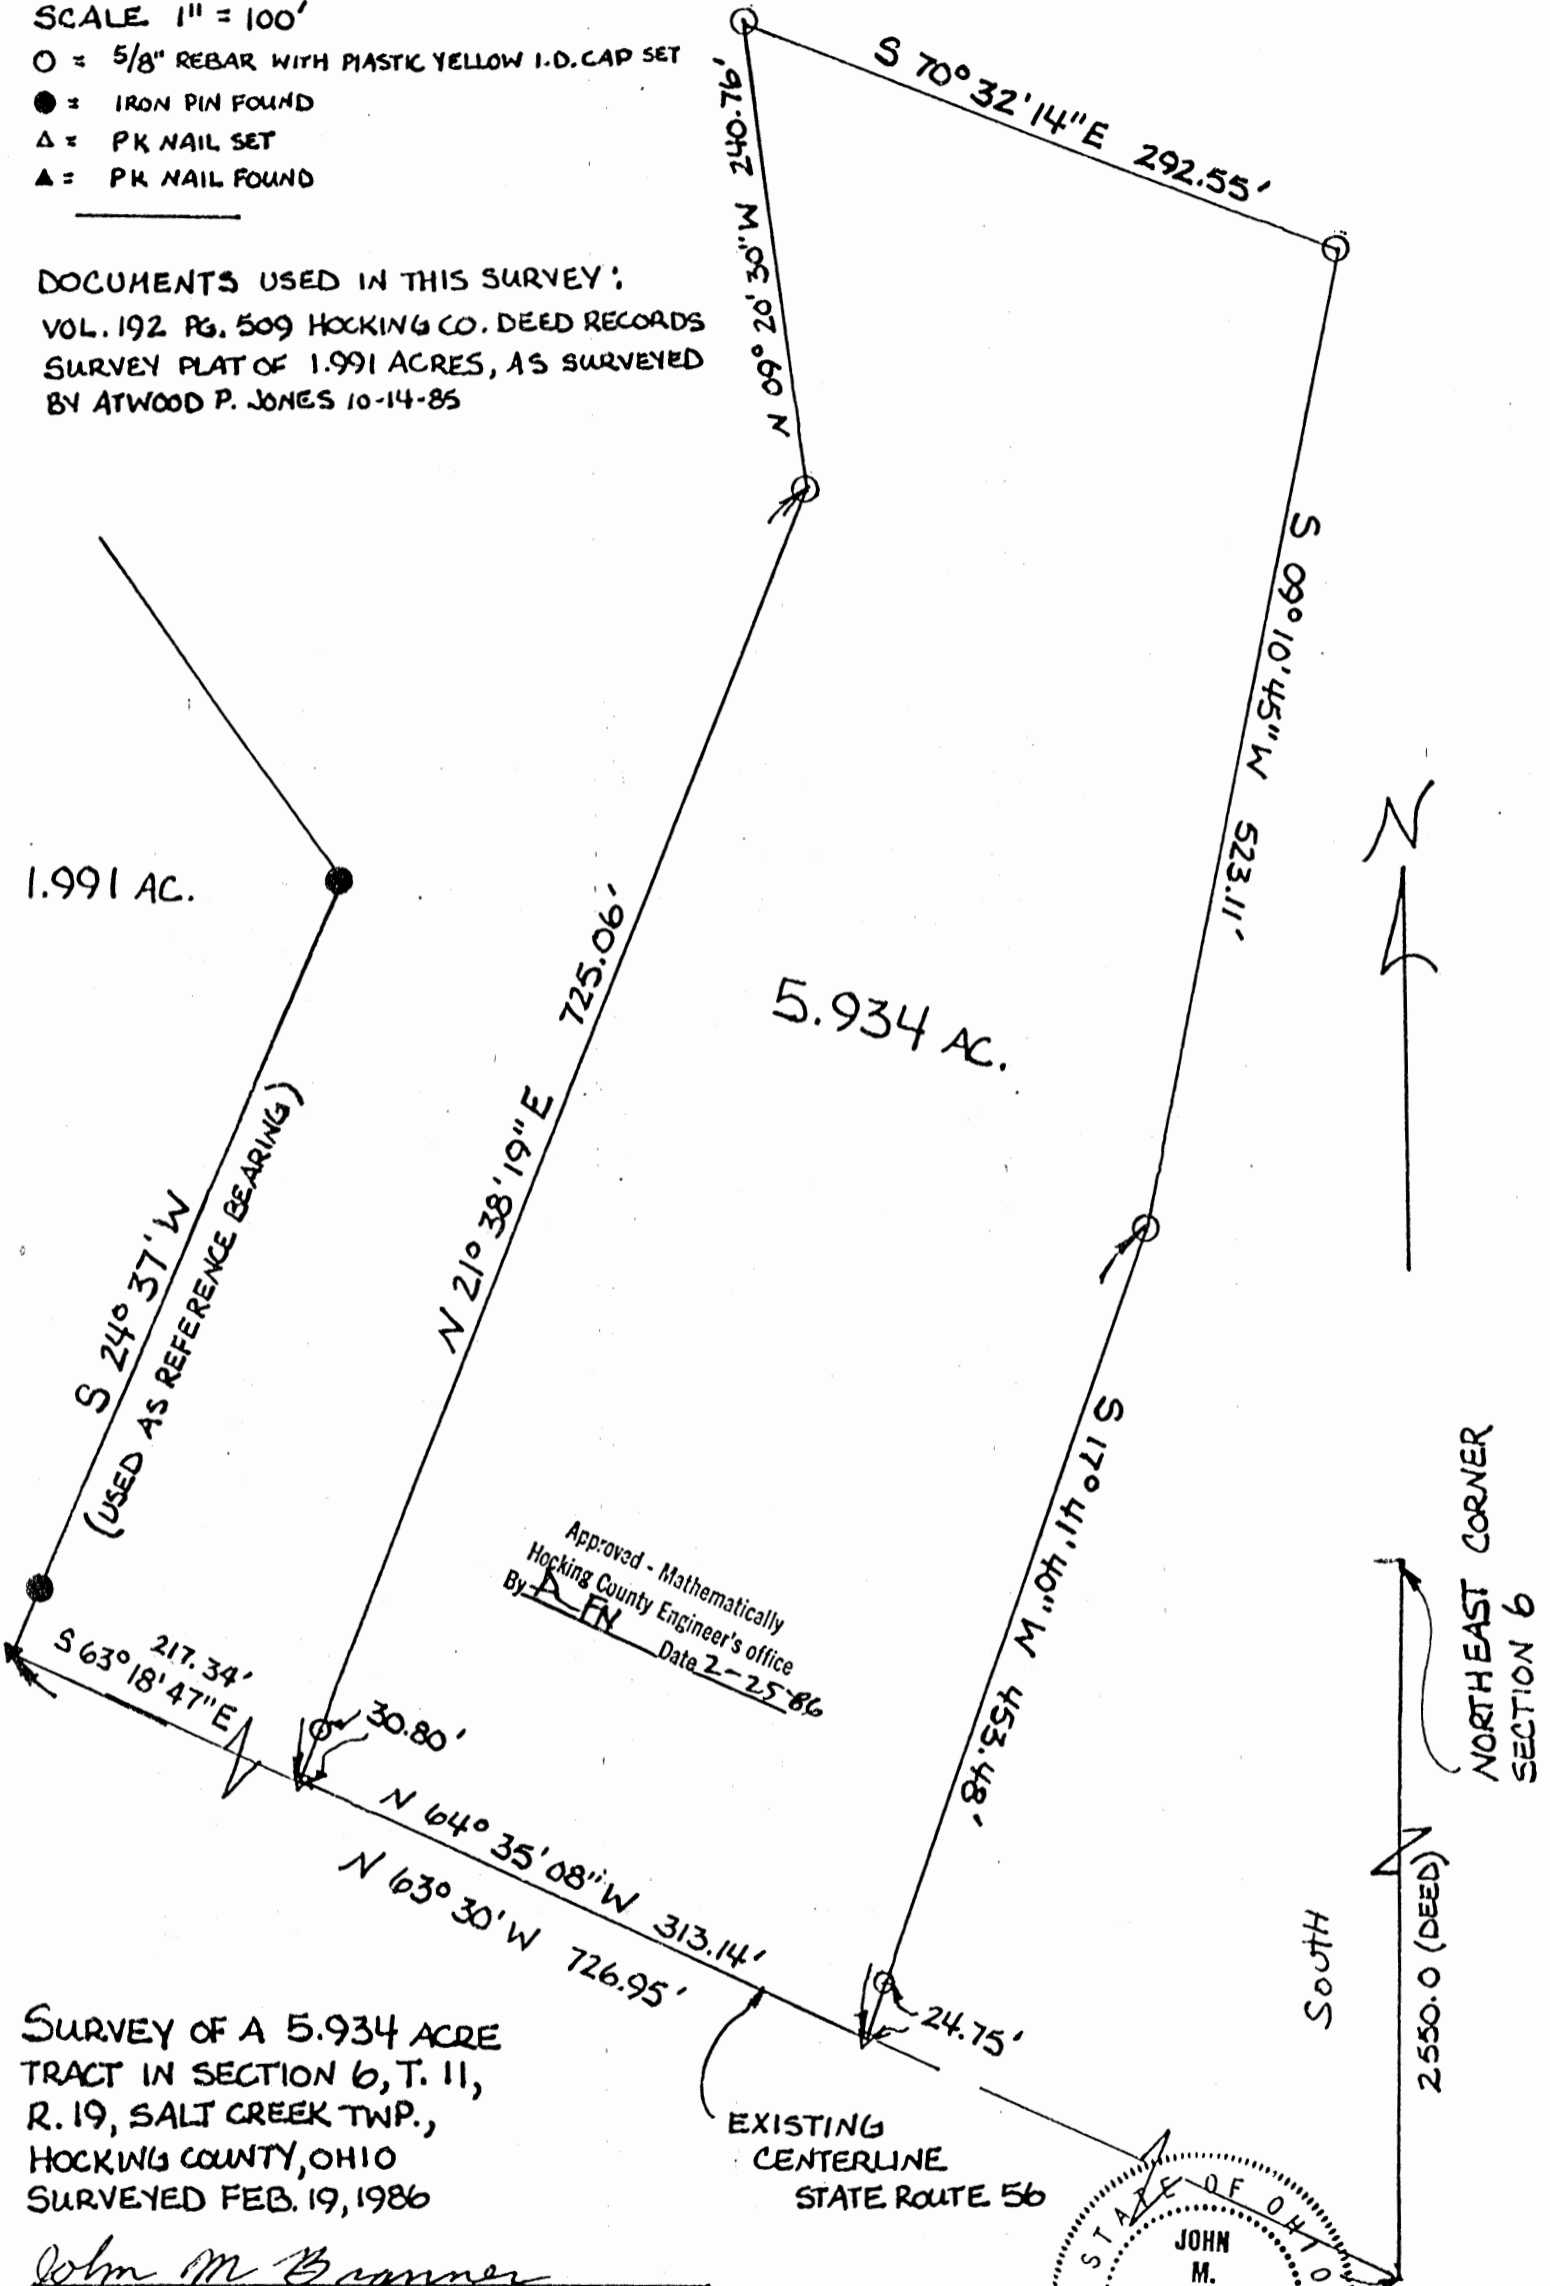 SCALE 1" = 100'
O = 5/8" REBAR WITH PLASTIC YELLOW I.D. CAP SET
● = IRON PIN FOUND
△ = PK NAIL SET
▲ = PK NAIL FOUND
DOCUMENTS USED IN THIS SURVEY:
VOL. 192 PG. 509 HOCKING CO. DEED RECORDS
SURVEY PLAT OF 1.991 ACRES, AS SURVEYED
BY ATWOOD P. JONES 10-14-85
S 70° 32' 14" E 292.55'
N 09° 20' 30" W 240.76'
S 09° 10' 45" W 523.11'
N
1.991 AC.
725.06'
N 21° 38' 19" E
5.934 AC.
S 24° 37' W
(USED AS REFERENCE BEARING)
S 17° 41' 40" W 453.48'
Approved - Mathematically
Hocking County Engineer's office
By
Date 2-25-86
217.34'
S 63° 18' 47" E
30.80'
N 64° 35' 08" W 313.14'
N 63° 30' W 726.95'
24.75'
NORTHEAST CORNER
SECTION 6
SOUTH
2550.0 (DEED)
EXISTING
CENTERLINE
STATE ROUTE 56
SURVEY OF A 5.934 ACRE
TRACT IN SECTION 6, T. 11,
R. 19, SALT CREEK TWP.,
HOCKING COUNTY, OHIO
SURVEYED FEB. 19, 1986
John M Branner
STATE OF OHIO
JOHN
M.